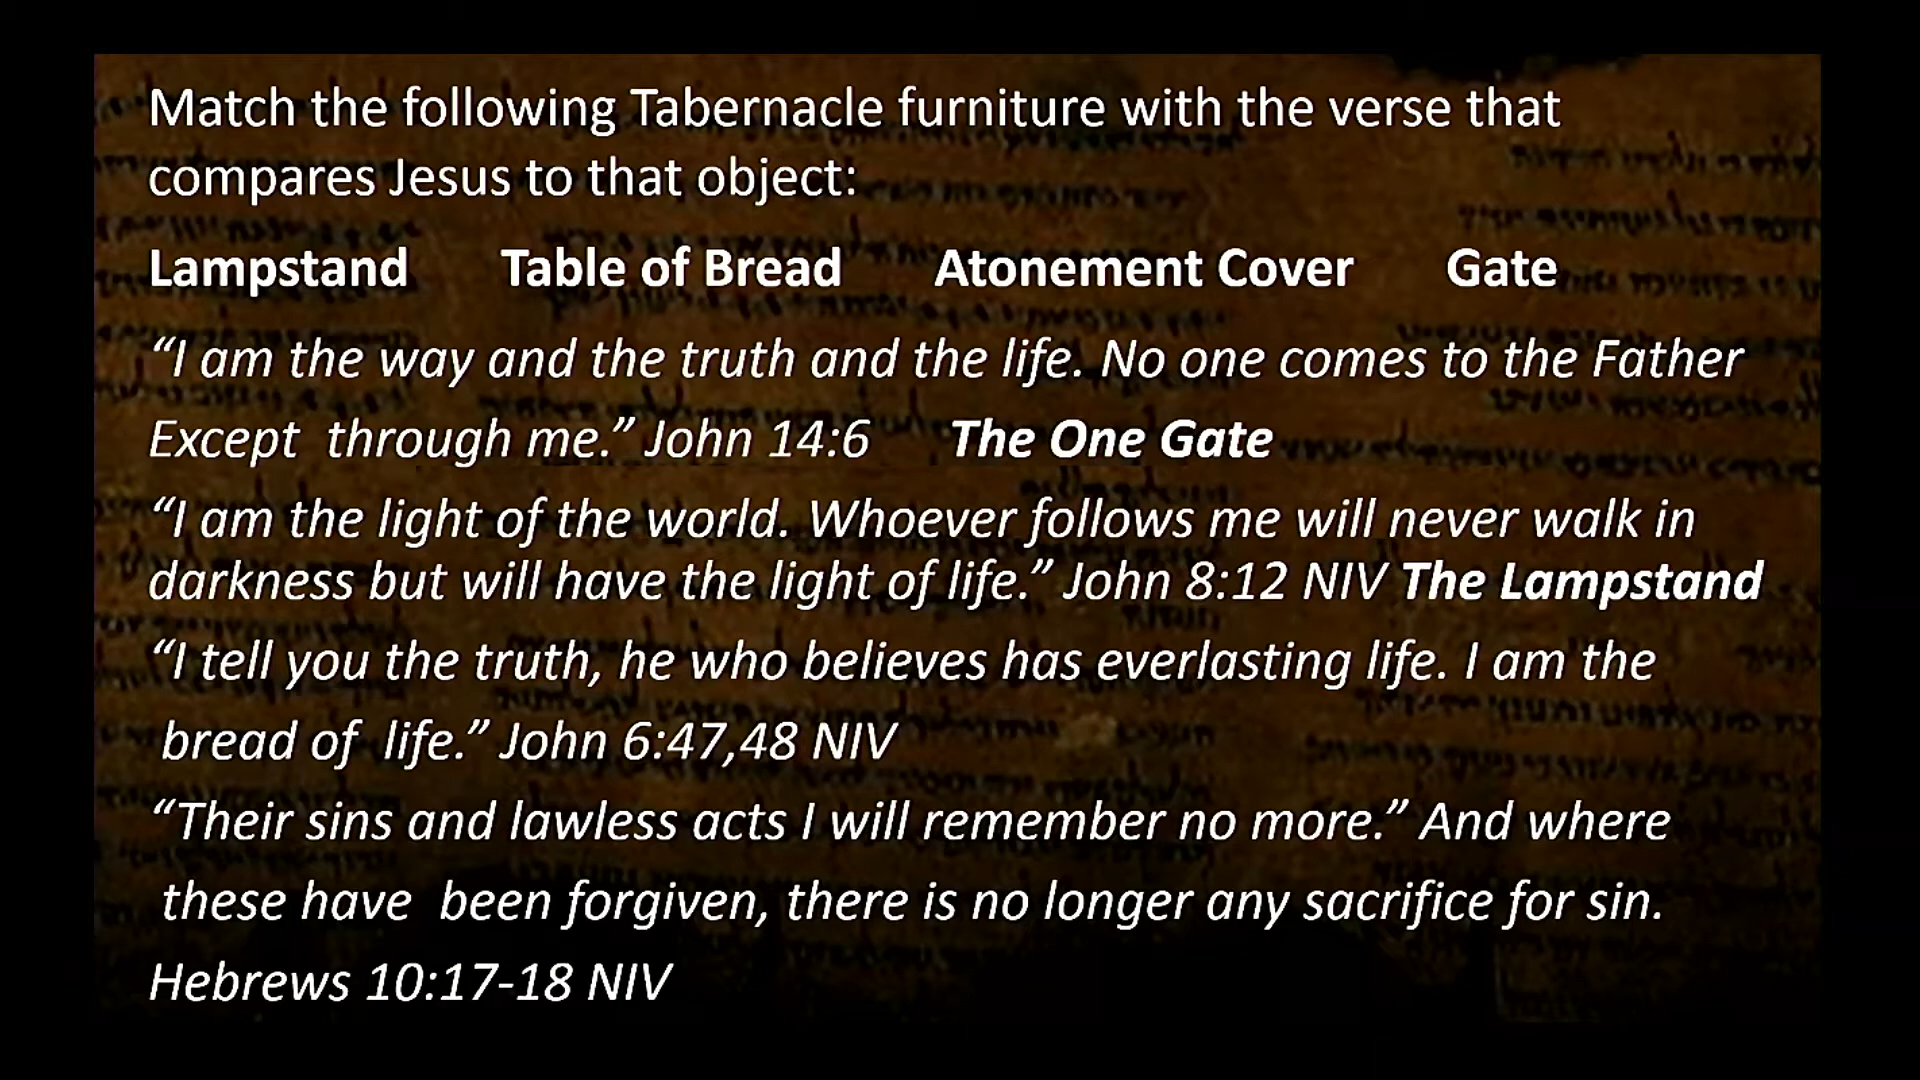 Match the following Tabernacle furniture with the verse that
compares Jesus to that object:
Lampstand Table of Bread Atonement Cover Gate
“I am the way and the truth and the life. No one comes to the Father
Except through me.” John 14:6 The One Gate
“I am the light of the world. Whoever follows me will never walk in
darkness but will have the light of life.” John 8:12 NIV The Lampstand
“I tell you the truth, he who believes has everlasting life. I am the
bread of life.” John 6:47,48 NIV
“Their sins and lawless acts I will remember no more.” And where
these have been forgiven, there is no longer any sacrifice for sin.
Hebrews 10:17-18 NIV